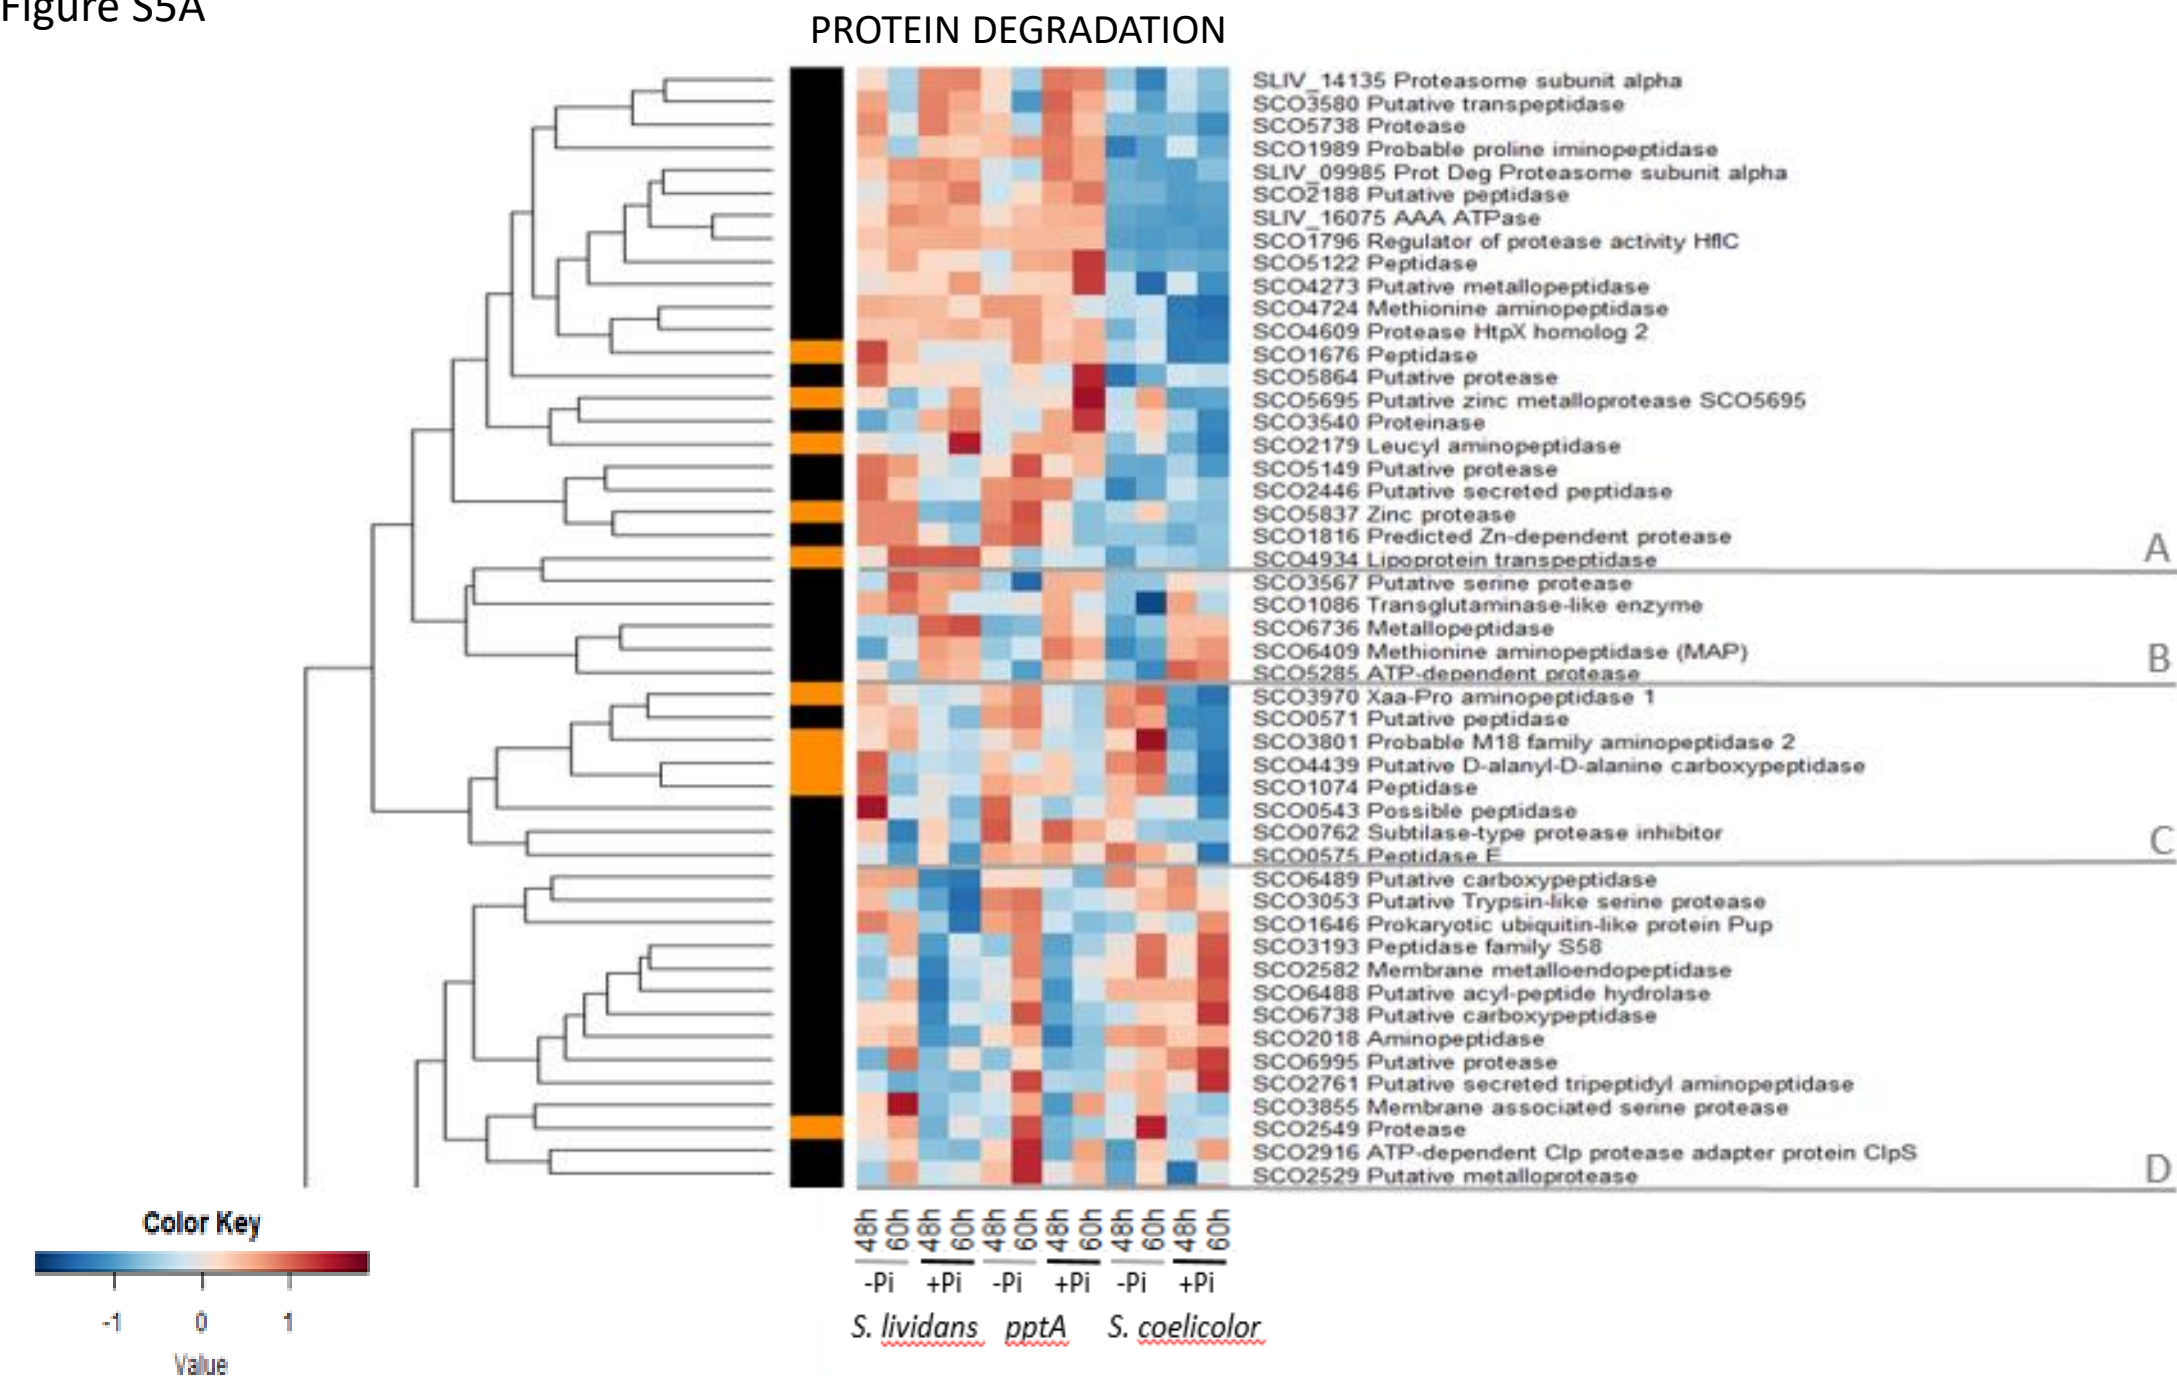 Figure S5A
PROTEIN DEGRADATION
SLIV_14135 Proteasome subunit alpha
SCO3580 Putative transpeptidase
SCO5738 Protease
SCO1989 Probable proline iminopeptidase
SLIV_09985 Prot Deg Proteasome subunit alpha
SCO2188 Putative peptidase
SLIV_16075 AAA ATPase
SCO1796 Regulator of protease activity HflC
SCO5122 Peptidase
SCO4273 Putative metallopeptidase
SCO4724 Methionine aminopeptidase
SCO4609 Protease HtpX homolog 2
SCO1676 Peptidase
SCO5864 Putative protease
SCO5695 Putative zinc metalloprotease SCO5695
SCO3540 Proteinase
SCO2179 Leucyl aminopeptidase
SCO5149 Putative protease
SCO2446 Putative secreted peptidase
SCO5837 Zinc protease
SCO1816 Predicted Zn-dependent protease
SCO4934 Lipoprotein transpeptidase
A
SCO3567 Putative serine protease
SCO1086 Transglutaminase-like enzyme
SCO6736 Metallopeptidase
SCO6409 Methionine aminopeptidase (MAP)
SCO5285 ATP-dependent protease
B
SCO3970 Xaa-Pro aminopeptidase 1
SCO0571 Putative peptidase
SCO3801 Probable M18 family aminopeptidase 2
SCO4439 Putative D-alanyl-D-alanine carboxypeptidase
SCO1074 Peptidase
SCO0543 Possible peptidase
SCO0762 Subtilase-type protease inhibitor
SCO0575 Peptidase E
C
SCO6489 Putative carboxypeptidase
SCO3053 Putative Trypsin-like serine protease
SCO1646 Prokaryotic ubiquitin-like protein Pup
SCO3193 Peptidase family S58
SCO2582 Membrane metalloendopeptidase
SCO6488 Putative acyl-peptide hydrolase
SCO6738 Putative carboxypeptidase
SCO2018 Aminopeptidase
SCO6995 Putative protease
SCO2761 Putative secreted tripeptidyl aminopeptidase
SCO3855 Membrane associated serine protease
SCO2549 Protease
SCO2916 ATP-dependent Clp protease adapter protein ClpS
SCO2529 Putative metalloprotease
D
48h 60h 48h 60h 48h 60h 48h 60h 48h 60h 48h 60h
-Pi +Pi -Pi +Pi -Pi +Pi
S. lividans pptA S. coelicolor
Color Key
-1 0 1
Value